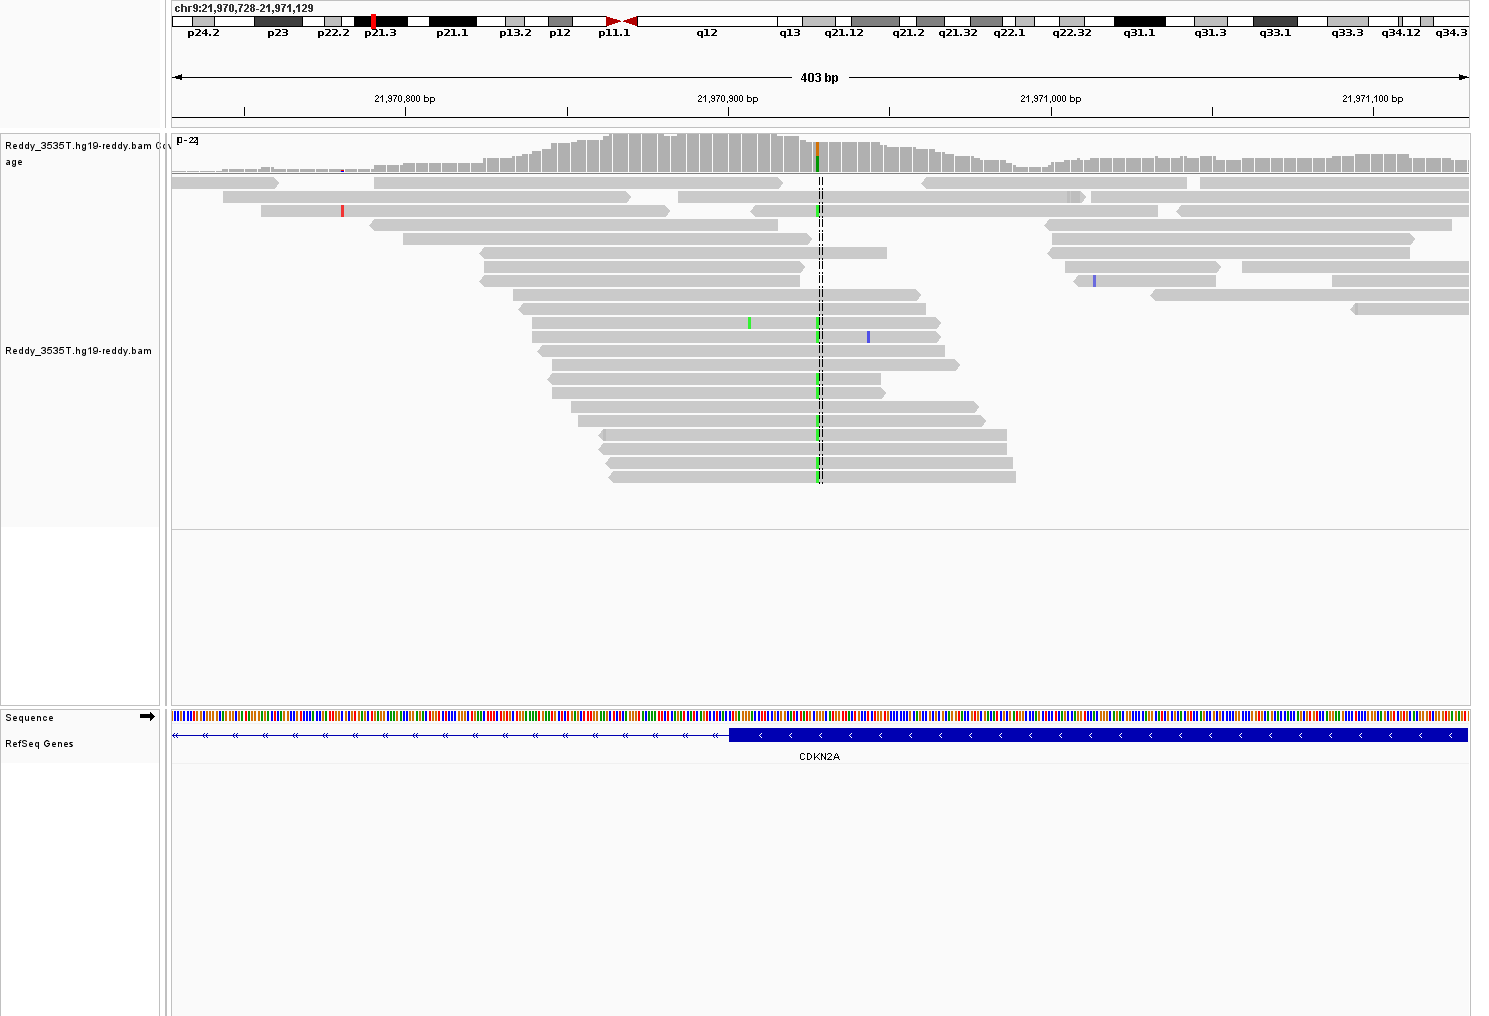 chr9:21,970,728-21,971,129
p24.2 p23 p22.2 p21.3 p21.1 p13.2 p12 p11.1 q12 q13 q21.12 q21.2 q21.32 q22.1 q22.32 q31.1 q31.3 q33.1 q33.3 q34.12 q34.3
403 bp
21,970,800 bp 21,970,900 bp 21,971,000 bp 21,971,100 bp
[0 - 22]
Reddy_3535T.hg19-reddy.bam Cov
age
Reddy_3535T.hg19-reddy.bam
Sequence
RefSeq Genes
CDKN2A